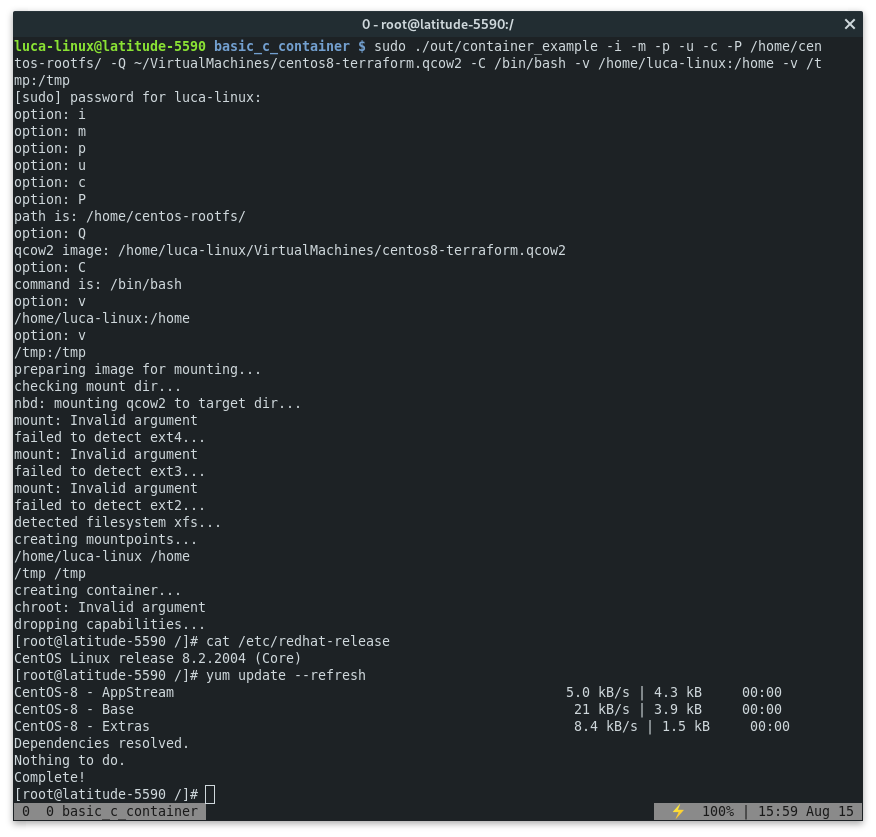 0 - root@latitude-5590:/
luca-linux@latitude-5590 basic_c_container $ sudo ./out/container_example -i -m -p -u -c -P /home/cen
tos-rootfs/ -Q ~/VirtualMachines/centos8-terraform.qcow2 -C /bin/bash -v /home/luca-linux:/home -v /t
mp:/tmp
[sudo] password for luca-linux:
option: i
option: m
option: p
option: u
option: c
option: P
path is: /home/centos-rootfs/
option: Q
qcow2 image: /home/luca-linux/VirtualMachines/centos8-terraform.qcow2
option: C
command is: /bin/bash
option: v
/home/luca-linux:/home
option: v
/tmp:/tmp
preparing image for mounting...
checking mount dir...
nbd: mounting qcow2 to target dir...
mount: Invalid argument
failed to detect ext4...
mount: Invalid argument
failed to detect ext3...
mount: Invalid argument
failed to detect ext2...
detected filesystem xfs...
creating mountpoints...
/home/luca-linux /home
/tmp /tmp
creating container...
chroot: Invalid argument
dropping capabilities...
[root@latitude-5590 /]# cat /etc/redhat-release
CentOS Linux release 8.2.2004 (Core)
[root@latitude-5590 /]# yum update --refresh
CentOS-8 - AppStream 5.0 kB/s | 4.3 kB 00:00
CentOS-8 - Base 21 kB/s | 3.9 kB 00:00
CentOS-8 - Extras 8.4 kB/s | 1.5 kB 00:00
Dependencies resolved.
Nothing to do.
Complete!
[root@latitude-5590 /]#
0 0 basic_c_container ⚡ 100% | 15:59 Aug 15